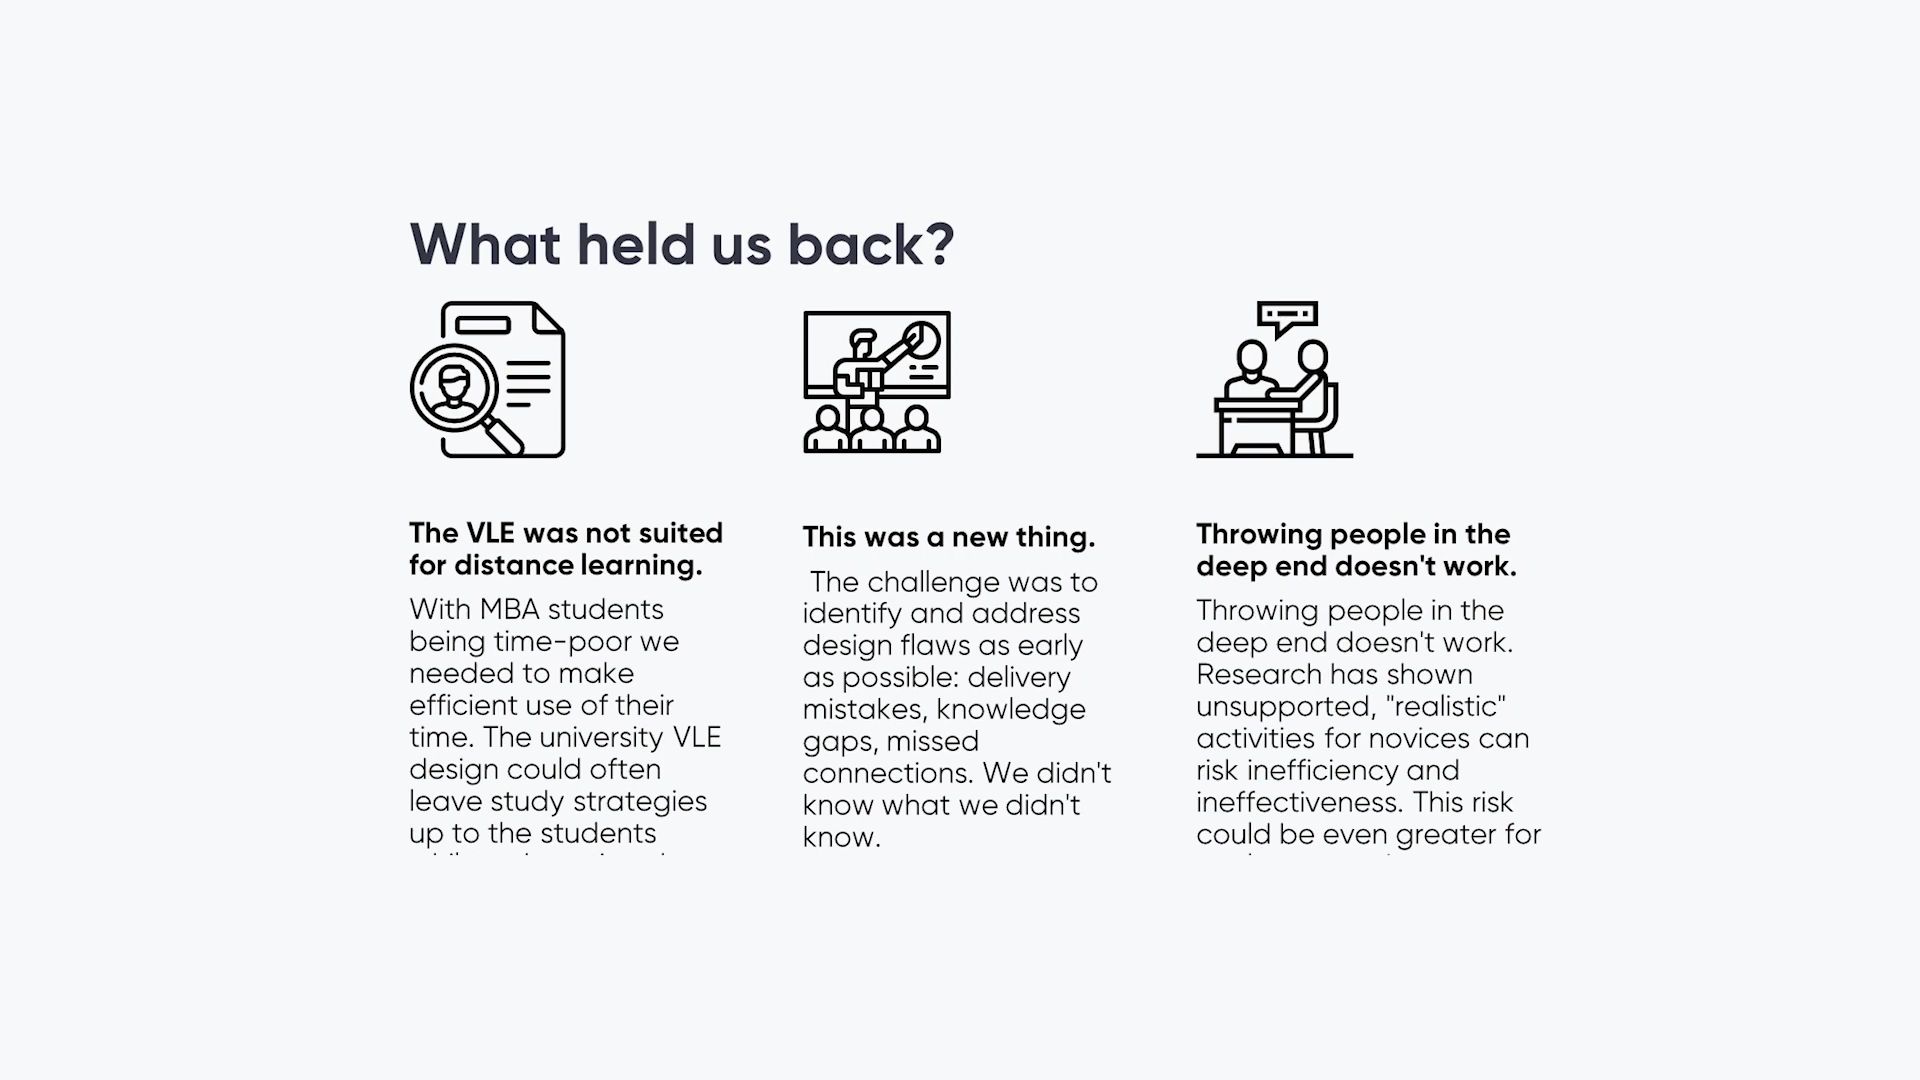 What held us back?
The VLE was not suited
for distance learning.
With MBA students
being time-poor we
needed to make
efficient use of their
time. The university VLE
design could often
leave study strategies
up to the students
This was a new thing.
The challenge was to
identify and address
design flaws as early
as possible: delivery
mistakes, knowledge
gaps, missed
connections. We didn't
know what we didn't
know.
Throwing people in the
deep end doesn't work.
Throwing people in the
deep end doesn't work.
Research has shown
unsupported, "realistic"
activities for novices can
risk inefficiency and
ineffectiveness. This risk
could be even greater for